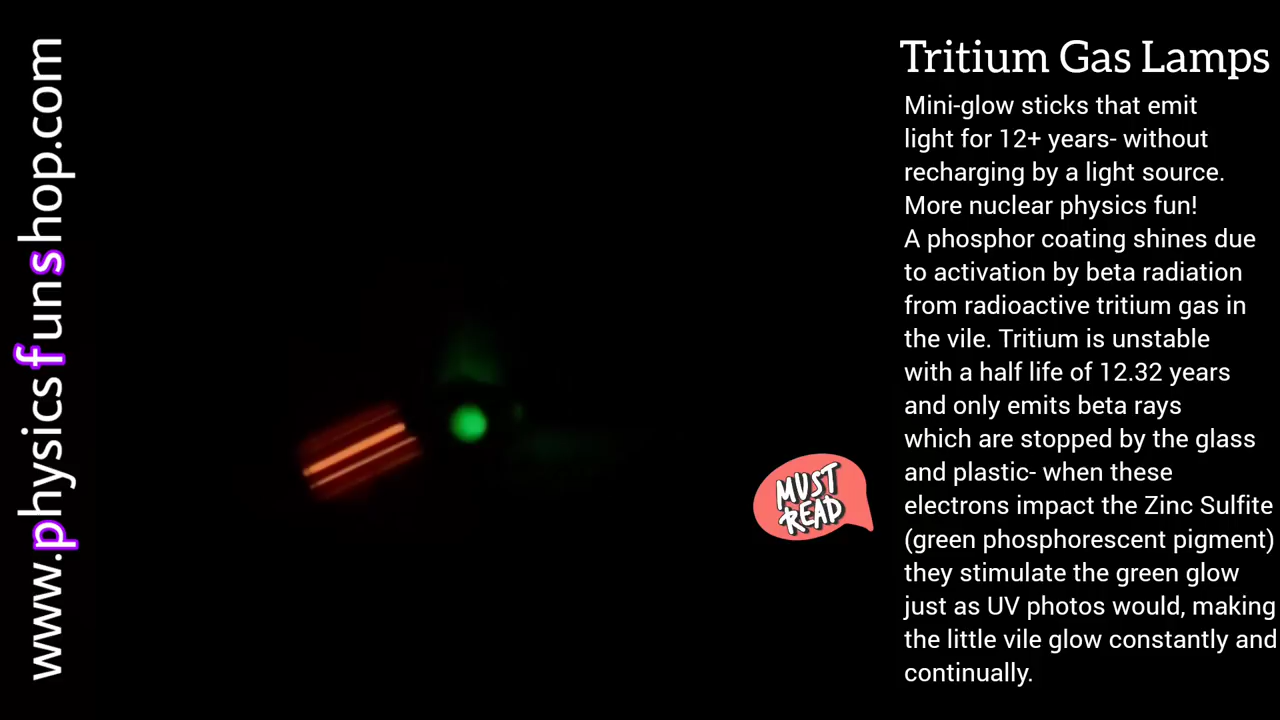 www.physicsfunshop.com
Tritium Gas Lamps
Mini-glow sticks that emit
light for 12+ years- without
recharging by a light source.
More nuclear physics fun!
A phosphor coating shines due
to activation by beta radiation
from radioactive tritium gas in
the vile. Tritium is unstable
with a half life of 12.32 years
and only emits beta rays
which are stopped by the glass
and plastic- when these
electrons impact the Zinc Sulfite
(green phosphorescent pigment)
they stimulate the green glow
just as UV photos would, making
the little vile glow constantly and
continually.
MUST
READ